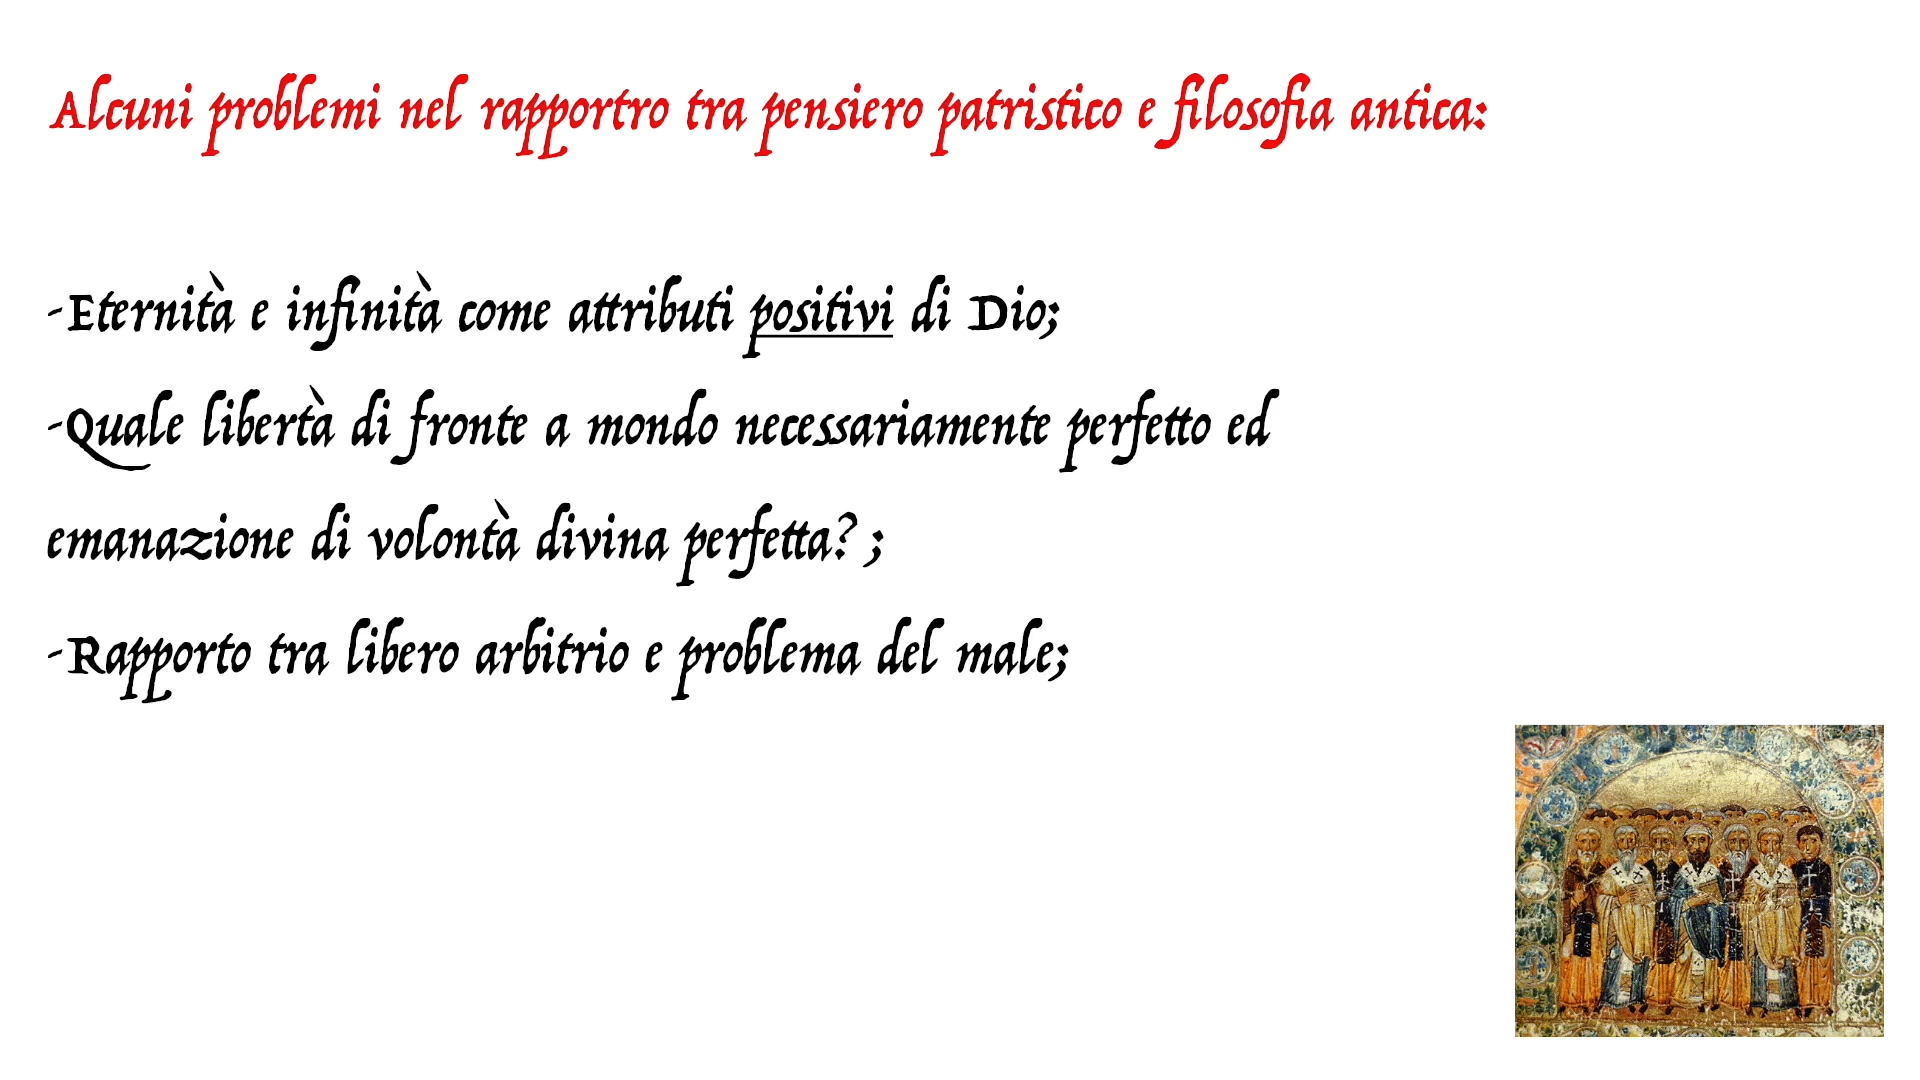 Alcuni problemi nel rapportro tra pensiero patristico e filosofia antica:
-Eternità e infinità come attributi positivi di Dio;
-Quale libertà di fronte a mondo necessariamente perfetto ed
emanazione di volontà divina perfetta? ;
-Rapporto tra libero arbitrio e problema del male;